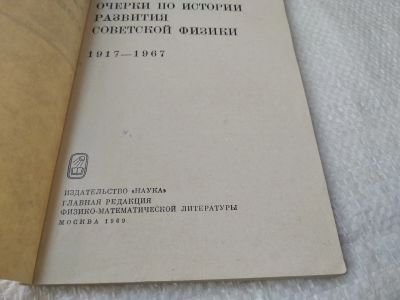 ОЧЕРКИ ПО ИСТОРИИ
РАЗВИТИЯ
СОВЕТСКОЙ ФИЗИКИ
1917—1967
ИЗДАТЕЛЬСТВО «НАУКА»
ГЛАВНАЯ РЕДАКЦИЯ
ФИЗИКО-МАТЕМАТИЧЕСКОЙ ЛИТЕРАТУРЫ
МОСКВА 1969